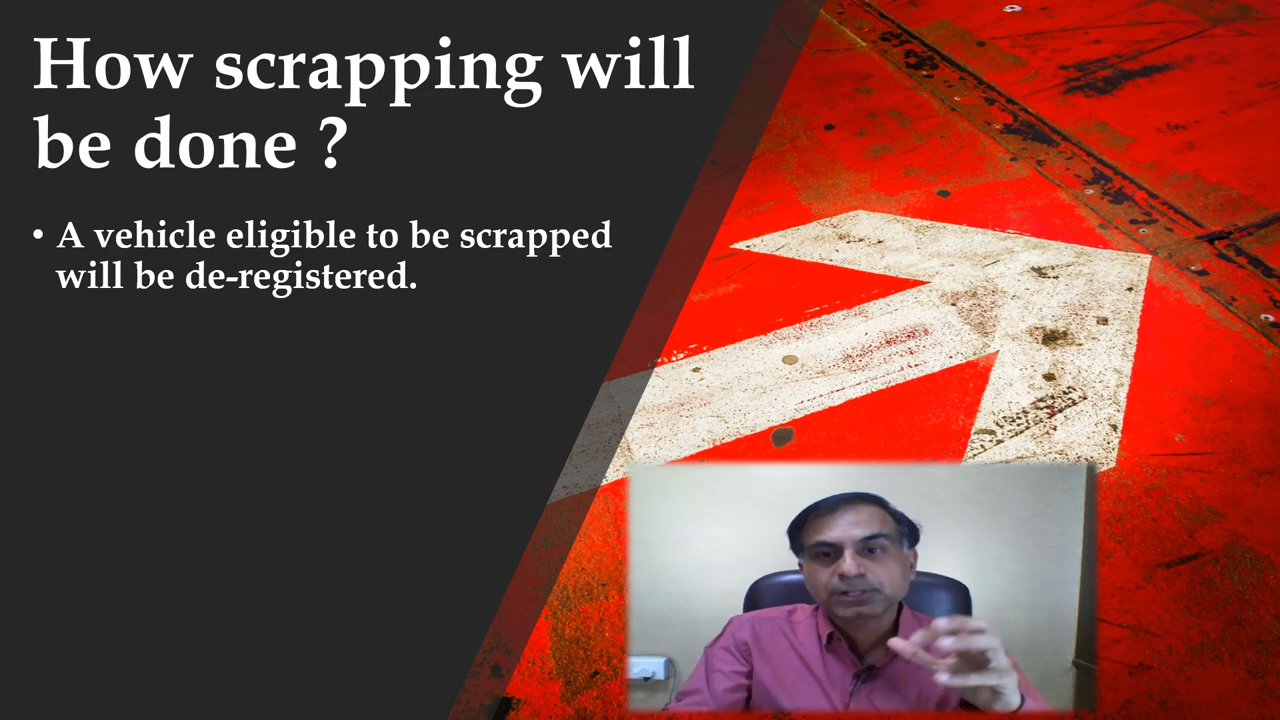 How scrapping will
be done ?
• A vehicle eligible to be scrapped
will be de-registered.